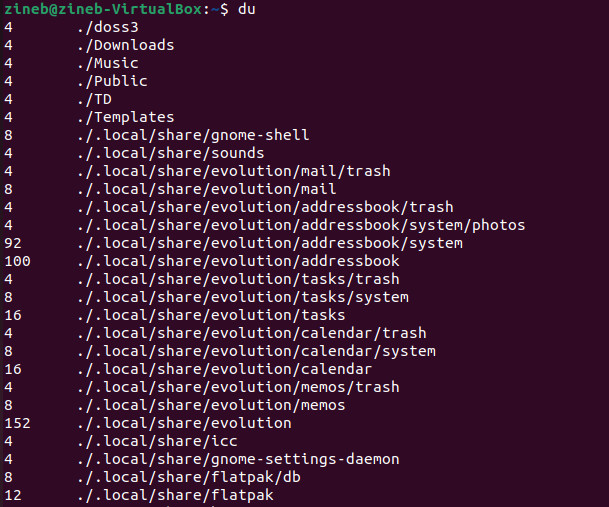 zineb@zineb-VirtualBox:~$ du
4 ./doss3
4 ./Downloads
4 ./Music
4 ./Public
4 ./TD
4 ./Templates
8 ./.local/share/gnome-shell
4 ./.local/share/sounds
4 ./.local/share/evolution/mail/trash
8 ./.local/share/evolution/mail
4 ./.local/share/evolution/addressbook/trash
4 ./.local/share/evolution/addressbook/system/photos
92 ./.local/share/evolution/addressbook/system
100 ./.local/share/evolution/addressbook
4 ./.local/share/evolution/tasks/trash
8 ./.local/share/evolution/tasks/system
16 ./.local/share/evolution/tasks
4 ./.local/share/evolution/calendar/trash
8 ./.local/share/evolution/calendar/system
16 ./.local/share/evolution/calendar
4 ./.local/share/evolution/memos/trash
8 ./.local/share/evolution/memos
152 ./.local/share/evolution
4 ./.local/share/icc
4 ./.local/share/gnome-settings-daemon
8 ./.local/share/flatpak/db
12 ./.local/share/flatpak